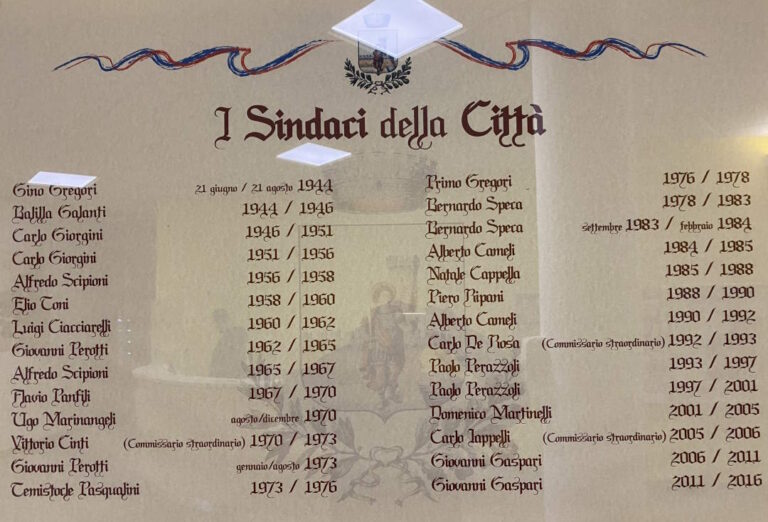 I Sindaci della Città
Gino Gregori 21 giugno / 21 agosto 1944
Balilla Galanti 1944 / 1946
Carlo Giorgini 1946 / 1951
Carlo Giorgini 1951 / 1956
Alfredo Scipioni 1956 / 1958
Elio Toni 1958 / 1960
Luigi Ciacciarelli 1960 / 1962
Giovanni Perotti 1962 / 1965
Alfredo Scipioni 1965 / 1967
Flavio Panfili 1967 / 1970
Ugo Marinangeli agosto/dicembre 1970
Vittorio Cinti (Commissario straordinario) 1970 / 1973
Giovanni Perotti gennaio/agosto 1973
Temistocle Pasqualini 1973 / 1976
Primo Gregori 1976 / 1978
Bernardo Speca 1978 / 1983
Bernardo Speca settembre 1983 / febbraio 1984
Alberto Cameli 1984 / 1985
Natale Cappella 1985 / 1988
Piero Ripani 1988 / 1990
Alberto Cameli 1990 / 1992
Carlo De Rosa (Commissario straordinario) 1992 / 1993
Paolo Perazzoli 1993 / 1997
Paolo Perazzoli 1997 / 2001
Domenico Martinelli 2001 / 2005
Carlo Iappelli (Commissario straordinario) 2005 / 2006
Giovanni Gaspari 2006 / 2011
Giovanni Gaspari 2011 / 2016